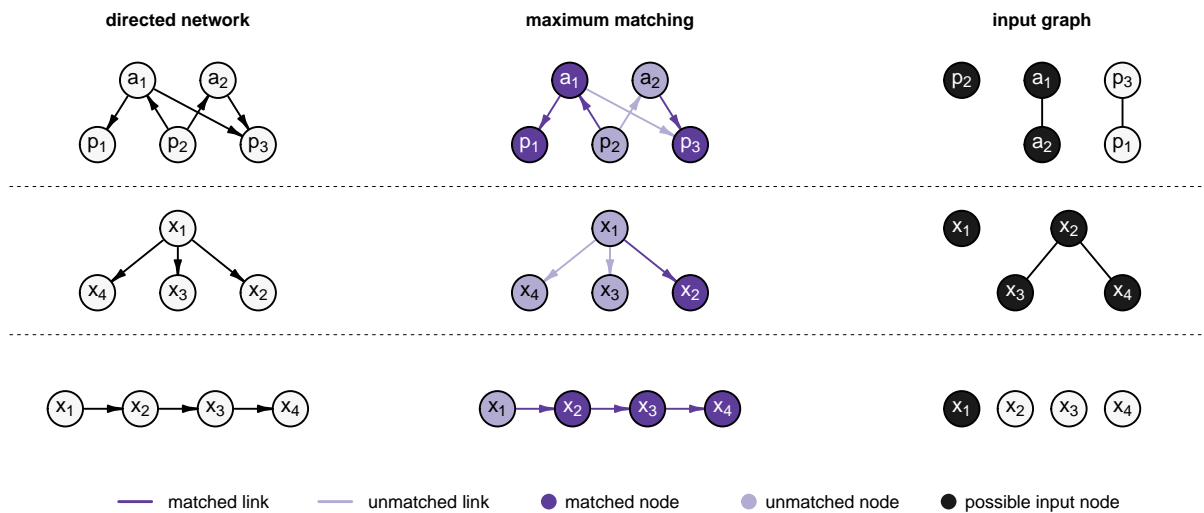 directed network maximum matching input graph
a1 a2 a1 a2 p2 a1 p3
p1 p2 p3 p1 p2 p3 a2 p1
x1 x1 x1 x2
x4 x3 x2 x4 x3 x2 x3 x4
x1 x2 x3 x4 x1 x2 x3 x4 x1 x2 x3 x4
matched link unmatched link matched node unmatched node possible input node